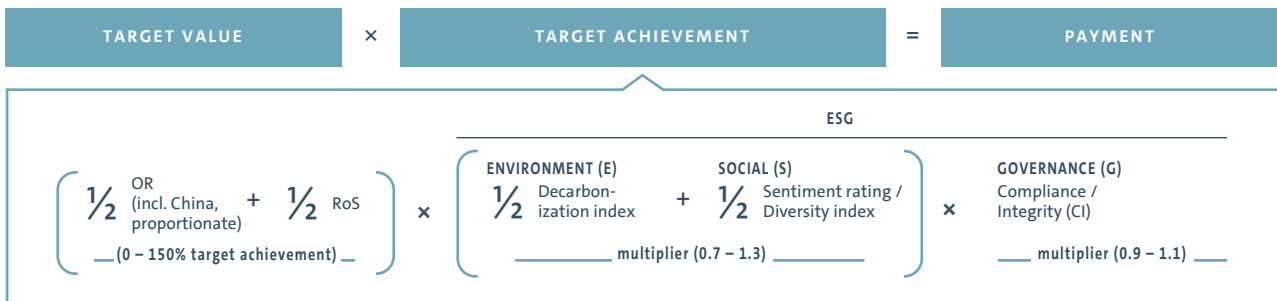 TARGET VALUE × TARGET ACHIEVEMENT = PAYMENT
ESG
ENVIRONMENT (E) SOCIAL (S) GOVERNANCE (G)
½ OR
(incl. China,
proportionate) + ½ RoS × ½ Decarbon-
ization index + ½ Sentiment rating /
Diversity index × Compliance /
Integrity (CI)
(0 – 150% target achievement) multiplier (0.7 – 1.3) multiplier (0.9 – 1.1)